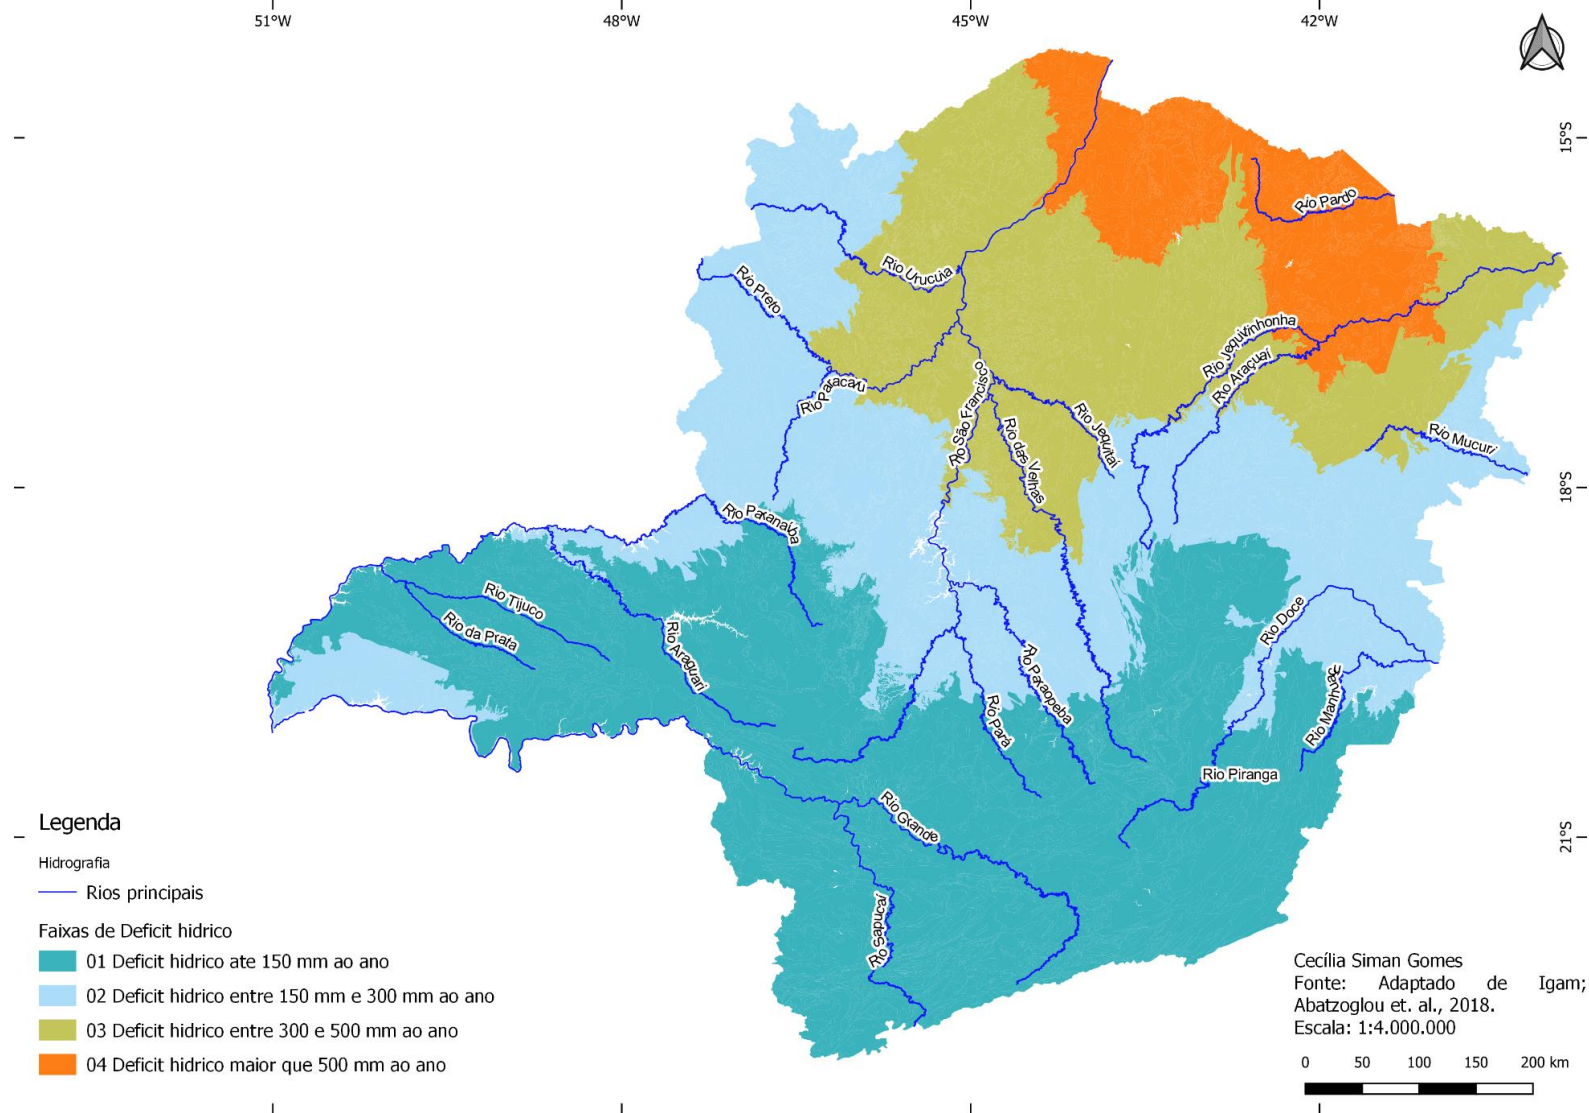 51°W
48°W
45°W
42°W
15°S
18°S
21°S
Rio Pardo
Rio Urucuia
Rio Preto
Rio Jequitinhonha
Rio Araçuaí
Rio Paracatu
Rio São Francisco
Rio das Velhas
Rio Jequitaí
Rio Mucuri
Rio Paranaíba
Rio Tijuco
Rio da Prata
Rio Araguari
Rio Doce
Rio Paraopeba
Rio Pará
Rio Manhuaç
Rio Piranga
Rio Grande
Rio Sapucaí
Legenda
Hidrografia
Rios principais
Faixas de Deficit hidrico
01 Deficit hidrico ate 150 mm ao ano
02 Deficit hidrico entre 150 mm e 300 mm ao ano
03 Deficit hidrico entre 300 e 500 mm ao ano
04 Deficit hidrico maior que 500 mm ao ano
Cecília Siman Gomes
Fonte: Adaptado de Igam;
Abatzoglou et. al., 2018.
Escala: 1:4.000.000
0 50 100 150 200 km